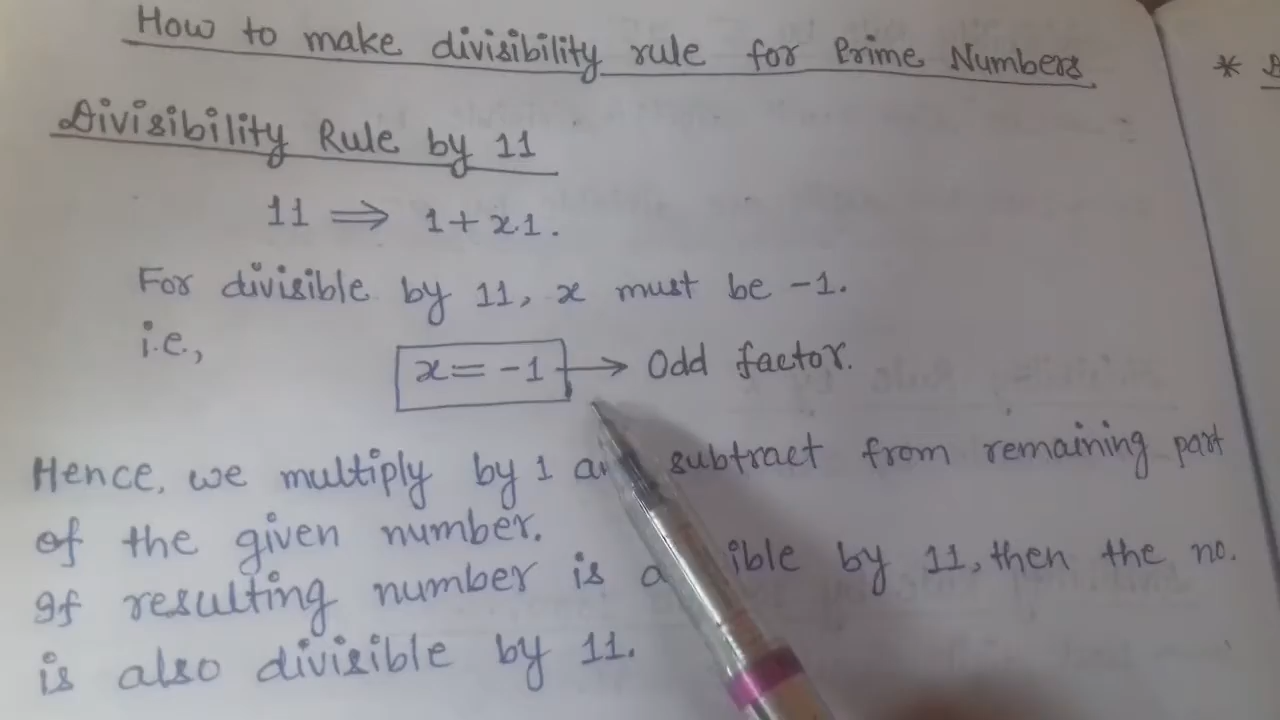 How to make divisibility rule for Prime Numbers
*
Divisibility Rule by 11
11 ⟹ 1 + x.1.
For divisible by 11, x must be -1.
i.e., x = -1 → Odd factor.
Hence, we multiply by 1 subtract from remaining part
of the given number.
If resulting number is by 11, then the no.
is also divisible by 11.